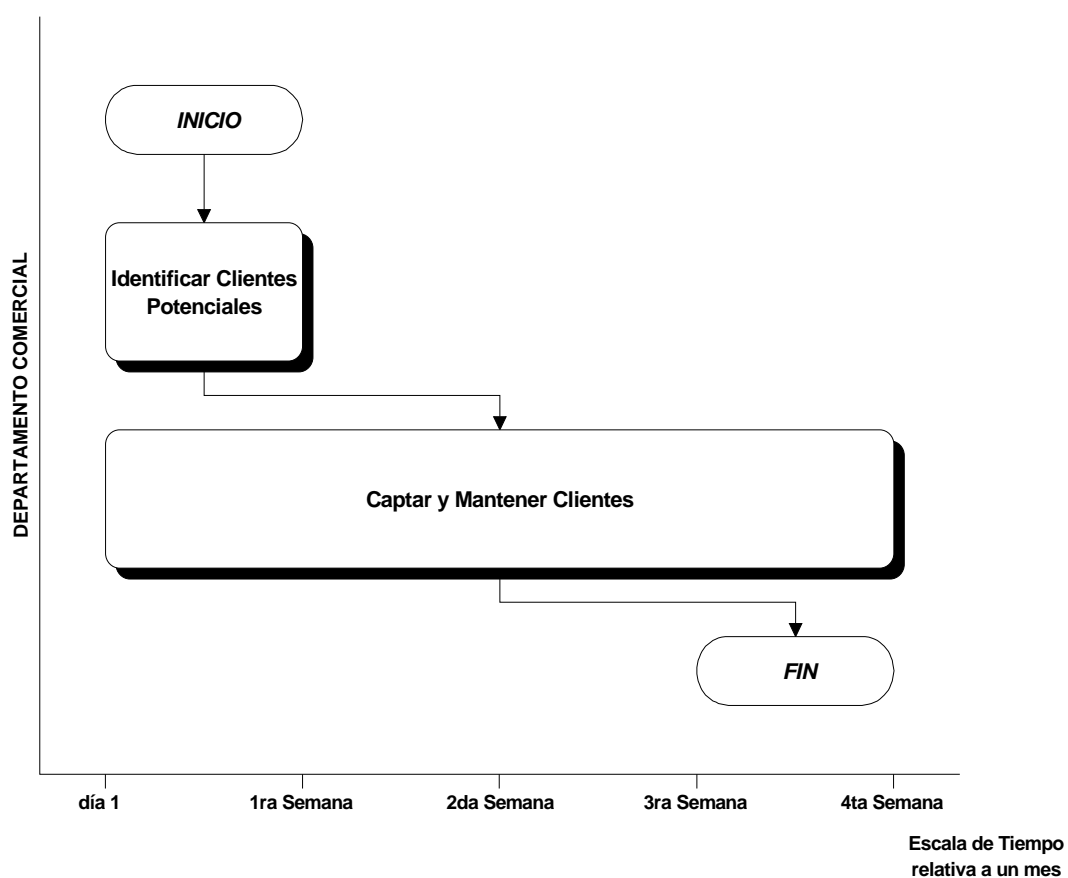 INICIO
DEPARTAMENTO COMERCIAL
Identificar Clientes
Potenciales
Captar y Mantener Clientes
FIN
día 1
1ra Semana
2da Semana
3ra Semana
4ta Semana
Escala de Tiempo
relativa a un mes